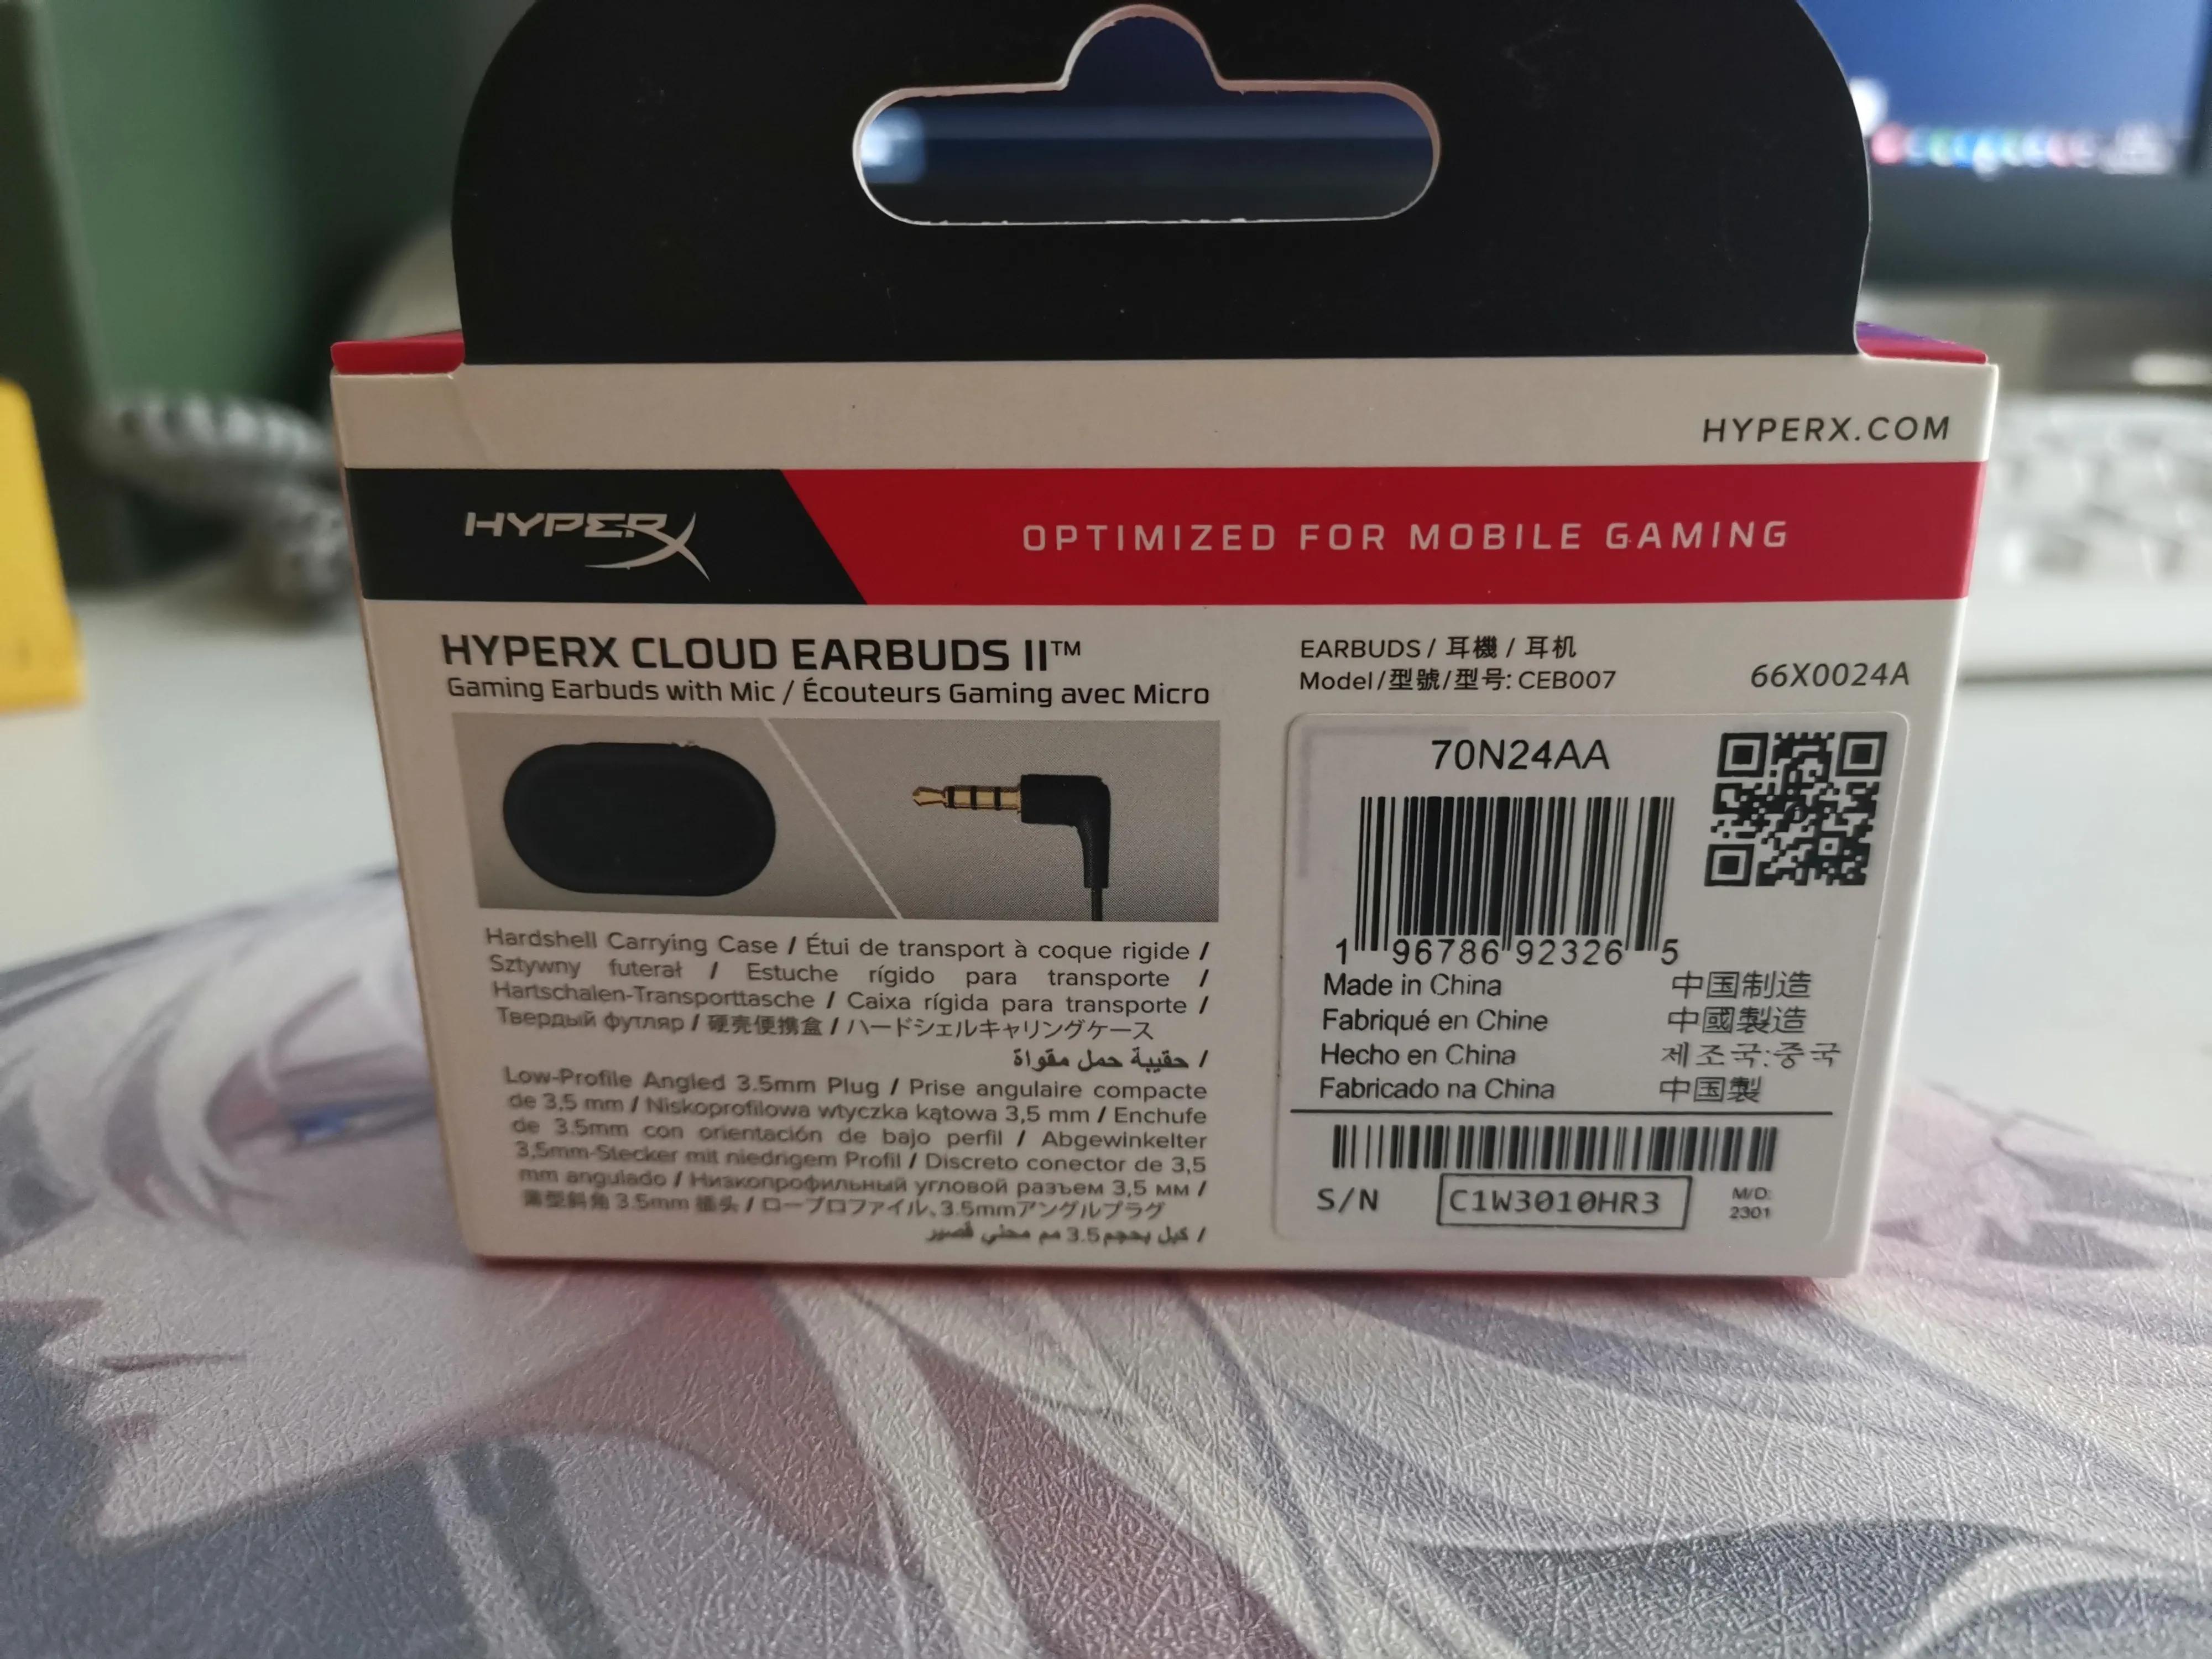 HYPERX.COM
HYPERX
OPTIMIZED FOR MOBILE GAMING
HYPERX CLOUD EARBUDS II™
Gaming Earbuds with Mic / Écouteurs Gaming avec Micro
Hardshell Carrying Case / Étui de transport à coque rigide /
Sztywny futerał / Estuche rígido para transporte /
Hartschalen-Transporttasche / Caixa rígida para transporte /
Твердый футляр / 硬壳便携盒 / ハードシェルキャリングケース
/ حقيبة حمل مقواة
Low-Profile Angled 3.5mm Plug / Prise angulaire compacte
de 3,5 mm / Niskoprofilowa wtyczka kątowa 3,5 mm / Enchufe
de 3.5mm con orientación de bajo perfil / Abgewinkelter
3,5mm-Stecker mit niedrigem Profil / Discreto conector de 3,5
mm angulado / Низкопрофильный угловой разъем 3,5 мм /
薄型斜角 3.5mm 插头 / ロープロファイル、3.5mmアングルプラグ
/ كبل بحجم 3.5 مم محني قصير
EARBUDS / 耳機 / 耳机
Model/型號/型号: CEB007
66X0024A
70N24AA
1 96786 92326 5
Made in China 中国制造
Fabriqué en Chine 中國製造
Hecho en China 제조국:중국
Fabricado na China 中国製
S/N C1W3010HR3 M/D:
2301